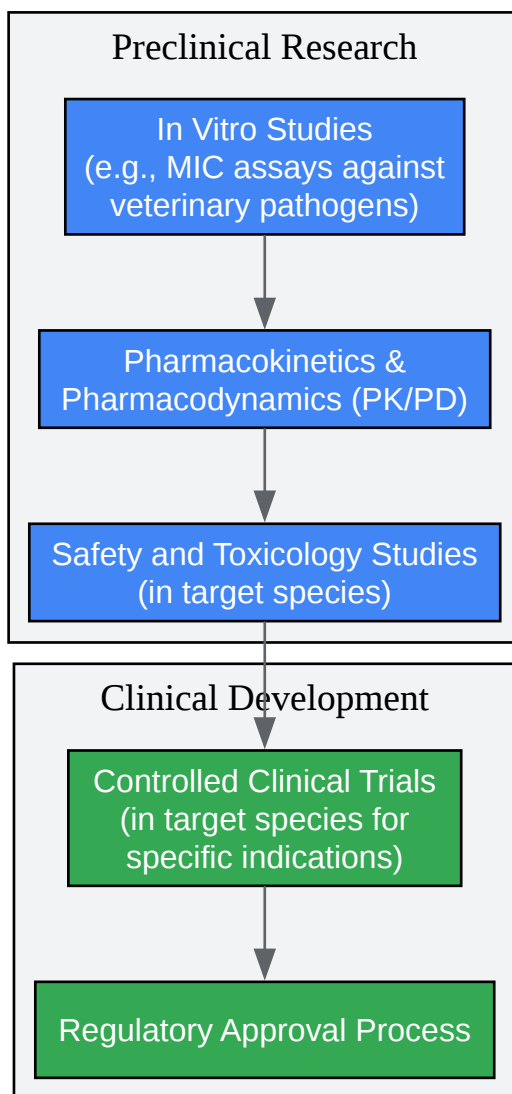 Preclinical Research
In Vitro Studies
(e.g., MIC assays against
veterinary pathogens)
Pharmacokinetics &
Pharmacodynamics (PK/PD)
Safety and Toxicology Studies
(in target species)
Clinical Development
Controlled Clinical Trials
(in target species for
specific indications)
Regulatory Approval Process